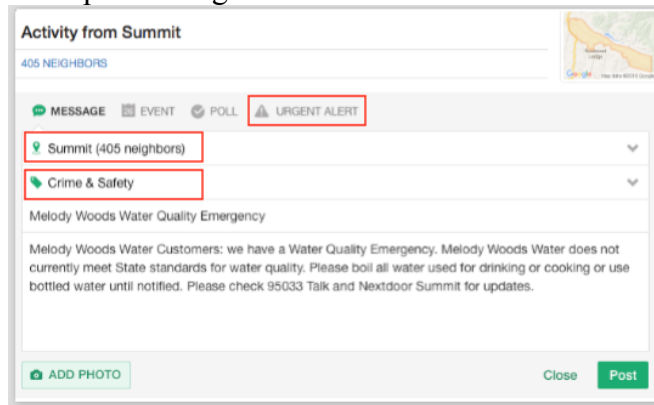 Activity from Summit
405 NEIGHBORS
MESSAGE EVENT POLL URGENT ALERT
Summit (405 neighbors)
Crime & Safety
Melody Woods Water Quality Emergency
Melody Woods Water Customers: we have a Water Quality Emergency. Melody Woods Water does not
currently meet State standards for water quality. Please boil all water used for drinking or cooking or use
bottled water until notified. Please check 95033 Talk and Nextdoor Summit for updates.
ADD PHOTO Close Post